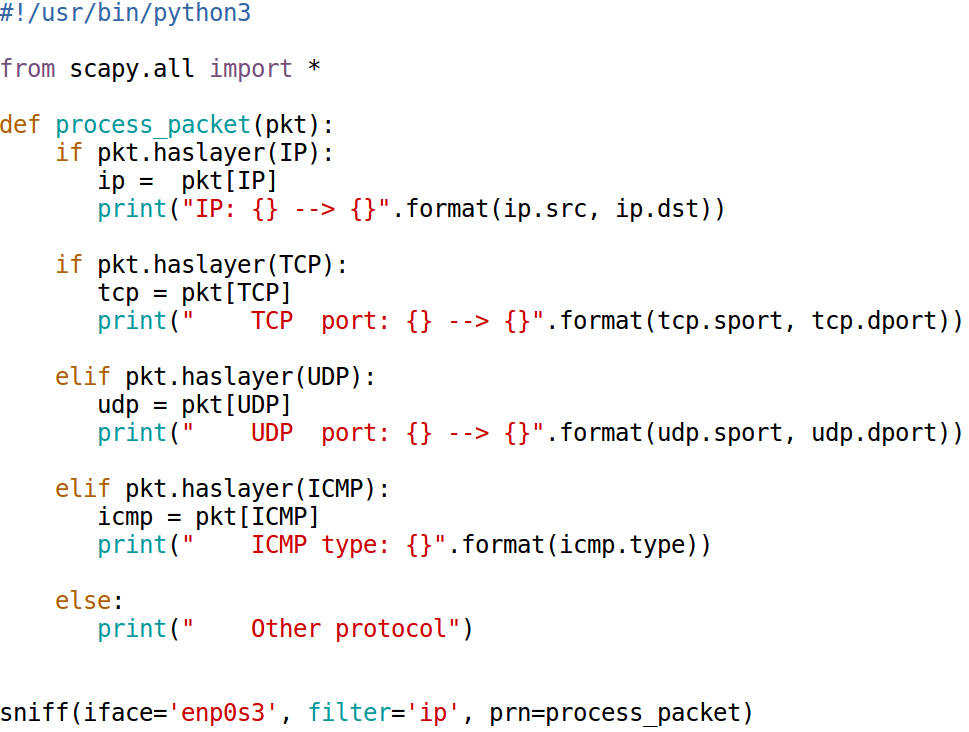 #!/usr/bin/python3

from scapy.all import *

def process_packet(pkt):
    if pkt.haslayer(IP):
       ip =  pkt[IP]
       print("IP: {} --> {}".format(ip.src, ip.dst))

    if pkt.haslayer(TCP):
       tcp = pkt[TCP]
       print("    TCP  port: {} --> {}".format(tcp.sport, tcp.dport))

    elif pkt.haslayer(UDP):
       udp = pkt[UDP]
       print("    UDP  port: {} --> {}".format(udp.sport, udp.dport))

    elif pkt.haslayer(ICMP):
       icmp = pkt[ICMP]
       print("    ICMP type: {}".format(icmp.type))

    else:
       print("    Other protocol")


sniff(iface='enp0s3', filter='ip', prn=process_packet)